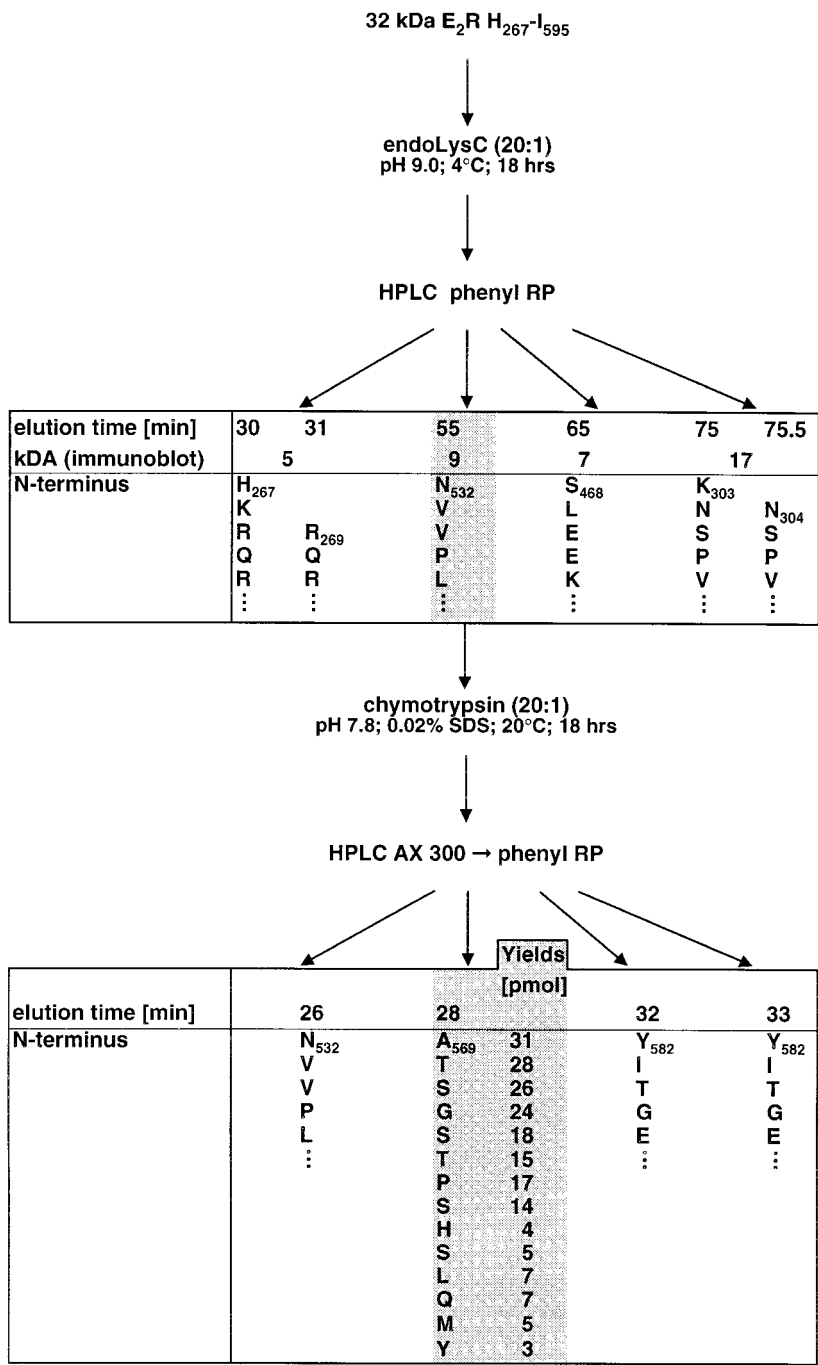 32 kDa E2R H267-I595
endoLysC (20:1)
pH 9.0; 4°C; 18 hrs
HPLC phenyl RP
elution time [min] 30 31 55 65 75 75.5
kDA (immunoblot) 5 9 7 17
N-terminus H267 N532 S468 K303
K V L N N304
R R269 V E S S
Q Q P E P P
R R L K V V
⋮ ⋮ ⋮ ⋮ ⋮ ⋮
chymotrypsin (20:1)
pH 7.8; 0.02% SDS; 20°C; 18 hrs
HPLC AX 300 → phenyl RP
Yields
[pmol]
elution time [min] 26 28 32 33
N-terminus N532 A569 31 Y582 Y582
V T 28 I I
V S 26 T T
P G 24 G G
L S 18 E E
⋮ T 15 ⋮ ⋮
P 17
S 14
H 4
S 5
L 7
Q 7
M 5
Y 3